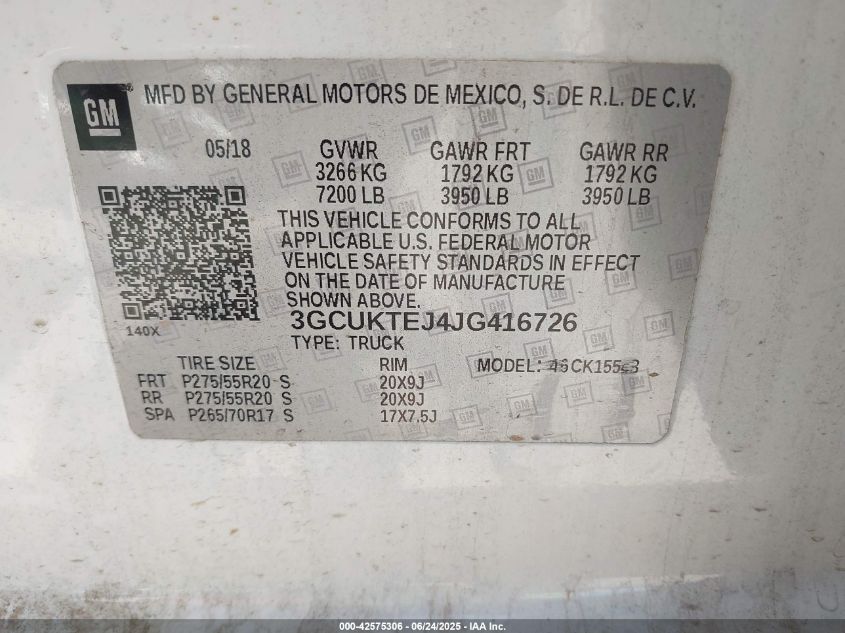 GM
MFD BY GENERAL MOTORS DE MEXICO, S. DE R.L. DE C.V.
05/18 GVWR GAWR FRT GAWR RR
3266 KG 1792 KG 1792 KG
7200 LB 3950 LB 3950 LB
THIS VEHICLE CONFORMS TO ALL
APPLICABLE U.S. FEDERAL MOTOR
VEHICLE SAFETY STANDARDS IN EFFECT
ON THE DATE OF MANUFACTURE
SHOWN ABOVE.
140X
3GCUKTEJ4JG416726
TYPE: TRUCK
TIRE SIZE RIM MODEL:
FRT P275/55R20 S 20X9J
RR P275/55R20 S 20X9J
SPA P265/70R17 S 17X7.5J
000-42575306 - 06/24/2025 - IAA Inc.